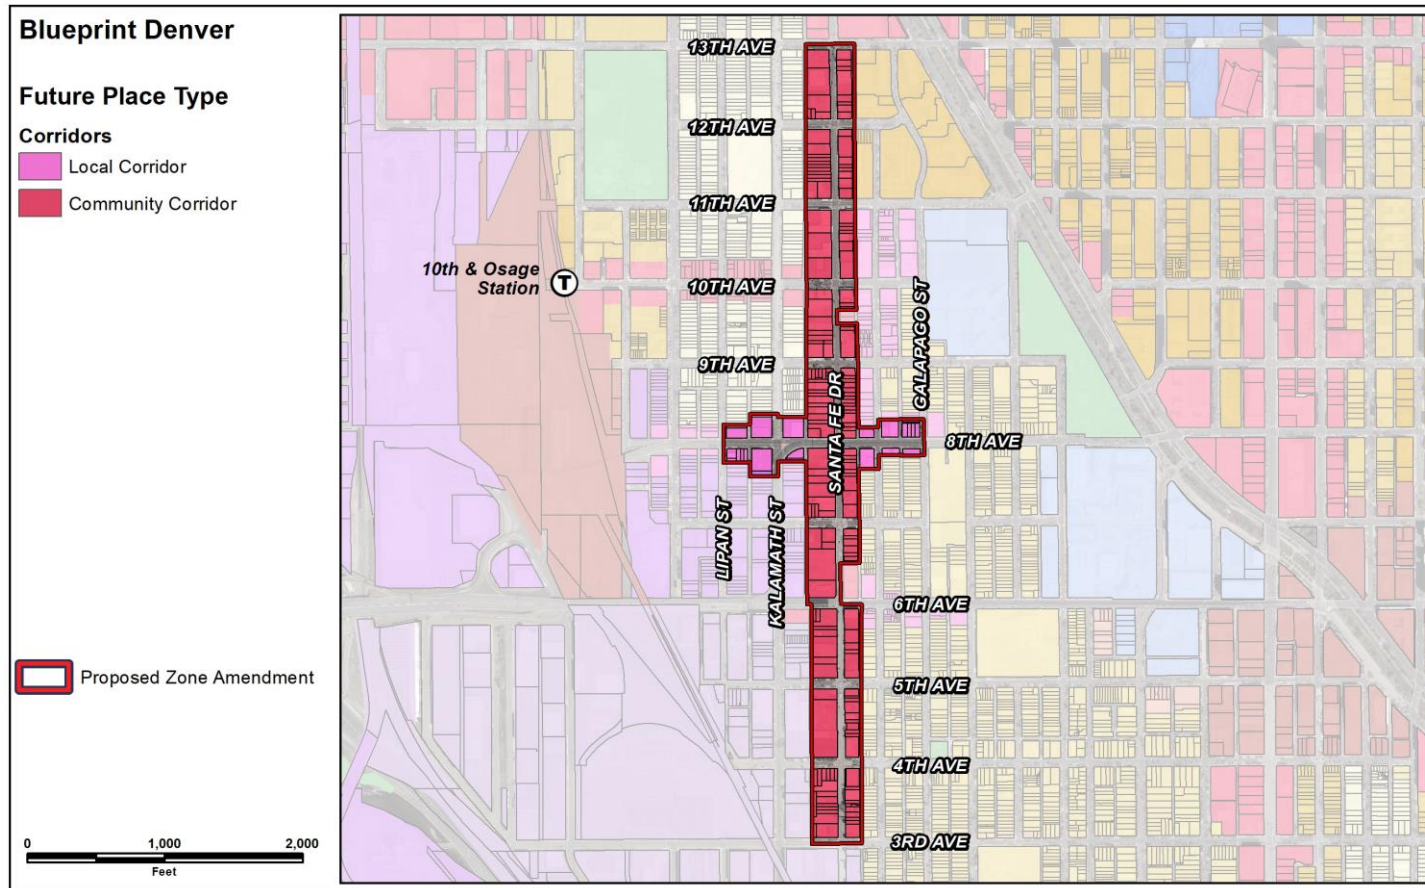 Blueprint Denver
Future Place Type
Corridors
Local Corridor
Community Corridor
Proposed Zone Amendment
0 1,000 2,000
Feet
13TH AVE
12TH AVE
11TH AVE
10th & Osage
Station
T
10TH AVE
GALAPAGO ST
9TH AVE
SANTA FE DR
8TH AVE
LIPAN ST
KALAMATH ST
6TH AVE
5TH AVE
4TH AVE
3RD AVE